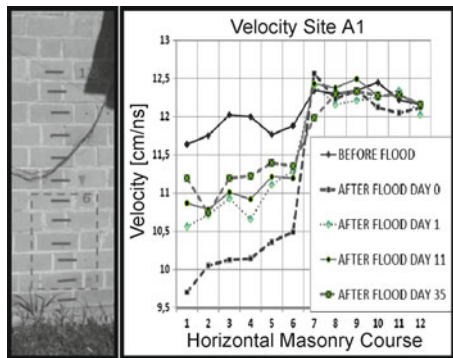 1
6
Velocity Site A1
Velocity [cm/ns]
13
12,5
12
11,5
11
10,5
10
9,5
BEFORE FLOOD
AFTER FLOOD DAY 0
AFTER FLOOD DAY 1
AFTER FLOOD DAY 11
AFTER FLOOD DAY 35
1 2 3 4 5 6 7 8 9 10 11 12
Horizontal Masonry Course